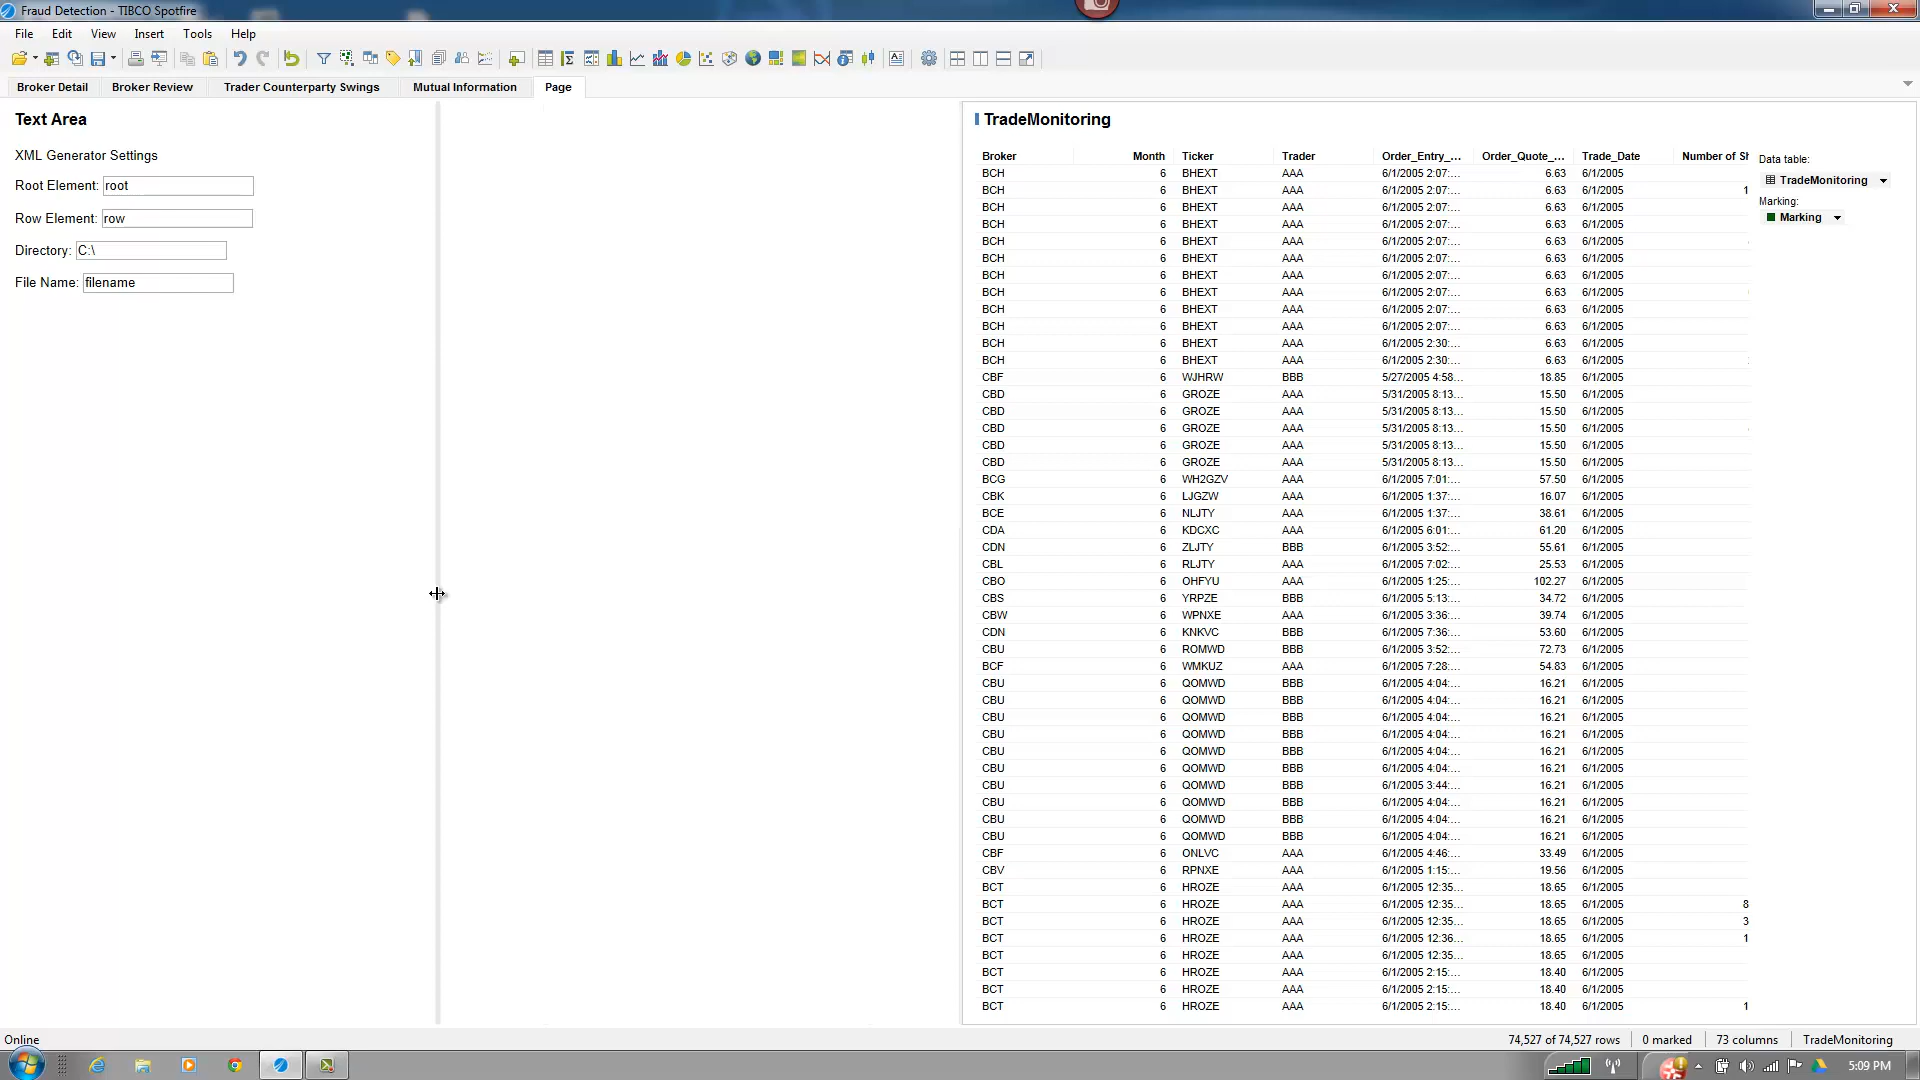 Fraud Detection - TIBCO Spotfire
File Edit View Insert Tools Help
Broker Detail Broker Review Trader Counterparty Swings Mutual Information Page
Text Area
XML Generator Settings
Root Element: root
Row Element: row
Directory: C:\
File Name: filename
TradeMonitoring
Broker Month Ticker Trader Order_Entry_... Order_Quote_... Trade_Date Number of Sh
BCH 6 BHEXT AAA 6/1/2005 2:07:... 6.63 6/1/2005
BCH 6 BHEXT AAA 6/1/2005 2:07:... 6.63 6/1/2005 1
BCH 6 BHEXT AAA 6/1/2005 2:07:... 6.63 6/1/2005
BCH 6 BHEXT AAA 6/1/2005 2:07:... 6.63 6/1/2005
BCH 6 BHEXT AAA 6/1/2005 2:07:... 6.63 6/1/2005
BCH 6 BHEXT AAA 6/1/2005 2:07:... 6.63 6/1/2005
BCH 6 BHEXT AAA 6/1/2005 2:07:... 6.63 6/1/2005
BCH 6 BHEXT AAA 6/1/2005 2:07:... 6.63 6/1/2005
BCH 6 BHEXT AAA 6/1/2005 2:07:... 6.63 6/1/2005
BCH 6 BHEXT AAA 6/1/2005 2:07:... 6.63 6/1/2005
BCH 6 BHEXT AAA 6/1/2005 2:30:... 6.63 6/1/2005
BCH 6 BHEXT AAA 6/1/2005 2:30:... 6.63 6/1/2005
CBF 6 WJHRW BBB 5/27/2005 4:58... 18.85 6/1/2005
CBD 6 GROZE AAA 5/31/2005 8:13... 15.50 6/1/2005
CBD 6 GROZE AAA 5/31/2005 8:13... 15.50 6/1/2005
CBD 6 GROZE AAA 5/31/2005 8:13... 15.50 6/1/2005
CBD 6 GROZE AAA 5/31/2005 8:13... 15.50 6/1/2005
CBD 6 GROZE AAA 5/31/2005 8:13... 15.50 6/1/2005
BCG 6 WH2GZV AAA 6/1/2005 7:01:... 57.50 6/1/2005
CBK 6 LJGZW AAA 6/1/2005 1:37:... 16.07 6/1/2005
BCE 6 NLJTY AAA 6/1/2005 1:37:... 38.61 6/1/2005
CDA 6 KDCXC AAA 6/1/2005 6:01:... 61.20 6/1/2005
CDN 6 ZLJTY BBB 6/1/2005 3:52:... 55.61 6/1/2005
CBL 6 RLJTY AAA 6/1/2005 7:02:... 25.53 6/1/2005
CBO 6 OHFYU AAA 6/1/2005 1:25:... 102.27 6/1/2005
CBS 6 YRPZE BBB 6/1/2005 5:13:... 34.72 6/1/2005
CBW 6 WPNXE AAA 6/1/2005 3:36:... 39.74 6/1/2005
CDN 6 KNKVC BBB 6/1/2005 7:36:... 53.60 6/1/2005
CBU 6 ROMWD BBB 6/1/2005 3:52:... 72.73 6/1/2005
BCF 6 WMKUZ AAA 6/1/2005 7:28:... 54.83 6/1/2005
CBU 6 QOMWD BBB 6/1/2005 4:04:... 16.21 6/1/2005
CBU 6 QOMWD BBB 6/1/2005 4:04:... 16.21 6/1/2005
CBU 6 QOMWD BBB 6/1/2005 4:04:... 16.21 6/1/2005
CBU 6 QOMWD BBB 6/1/2005 4:04:... 16.21 6/1/2005
CBU 6 QOMWD BBB 6/1/2005 4:04:... 16.21 6/1/2005
CBU 6 QOMWD BBB 6/1/2005 4:04:... 16.21 6/1/2005
CBU 6 QOMWD BBB 6/1/2005 3:44:... 16.21 6/1/2005
CBU 6 QOMWD BBB 6/1/2005 4:04:... 16.21 6/1/2005
CBU 6 QOMWD BBB 6/1/2005 4:04:... 16.21 6/1/2005
CBU 6 QOMWD BBB 6/1/2005 4:04:... 16.21 6/1/2005
CBF 6 ONLVC AAA 6/1/2005 4:46:... 33.49 6/1/2005
CBV 6 RPNXE AAA 6/1/2005 1:15:... 19.56 6/1/2005
BCT 6 HROZE AAA 6/1/2005 12:35... 18.65 6/1/2005
BCT 6 HROZE AAA 6/1/2005 12:35... 18.65 6/1/2005 8
BCT 6 HROZE AAA 6/1/2005 12:35... 18.65 6/1/2005 3
BCT 6 HROZE AAA 6/1/2005 12:36... 18.65 6/1/2005 1
BCT 6 HROZE AAA 6/1/2005 12:35... 18.65 6/1/2005
BCT 6 HROZE AAA 6/1/2005 2:15:... 18.40 6/1/2005
BCT 6 HROZE AAA 6/1/2005 2:15:... 18.40 6/1/2005
BCT 6 HROZE AAA 6/1/2005 2:15:... 18.40 6/1/2005 1
Data table:
TradeMonitoring
Marking:
Marking
Online 74,527 of 74,527 rows 0 marked 73 columns TradeMonitoring
5:09 PM